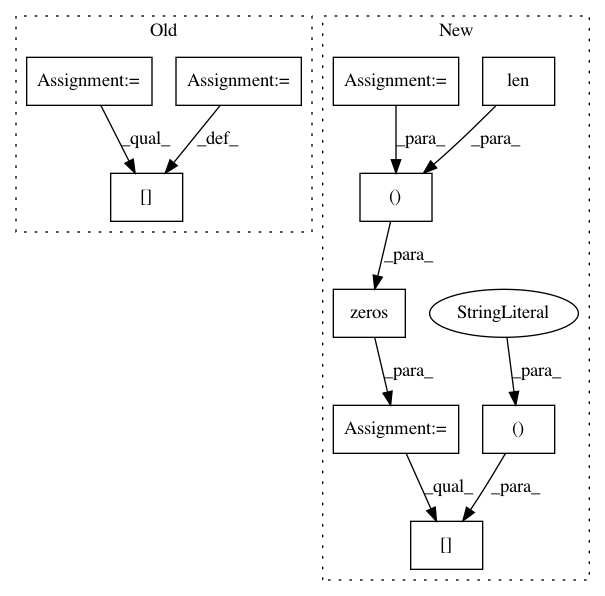 Old
New
Assignment:=
Assignment:=
Assignment:=
len
_qual_
_def_
_para_
_para_
[]
()
_para_
zeros
StringLiteral
_para_
_para_
Assignment:=
()
_qual_
_para_
[]